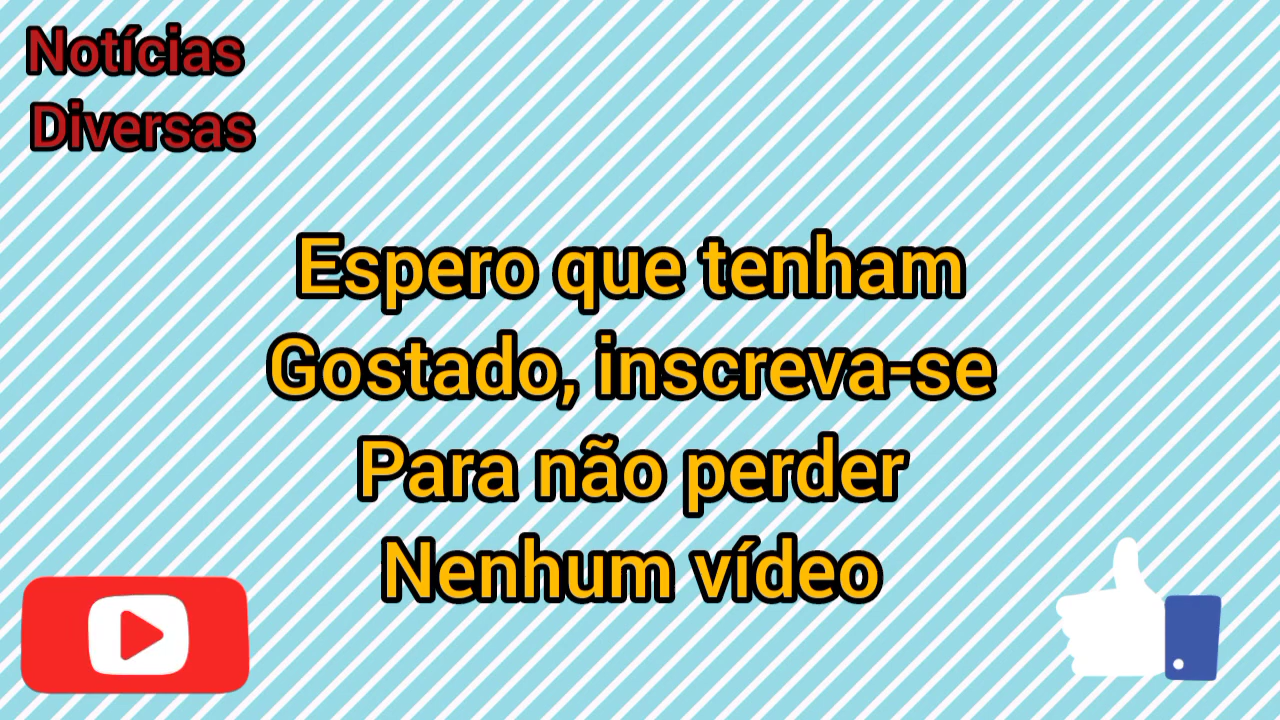 Notícias
Diversas
Espero que tenham
Gostado, inscreva-se
Para não perder
Nenhum vídeo